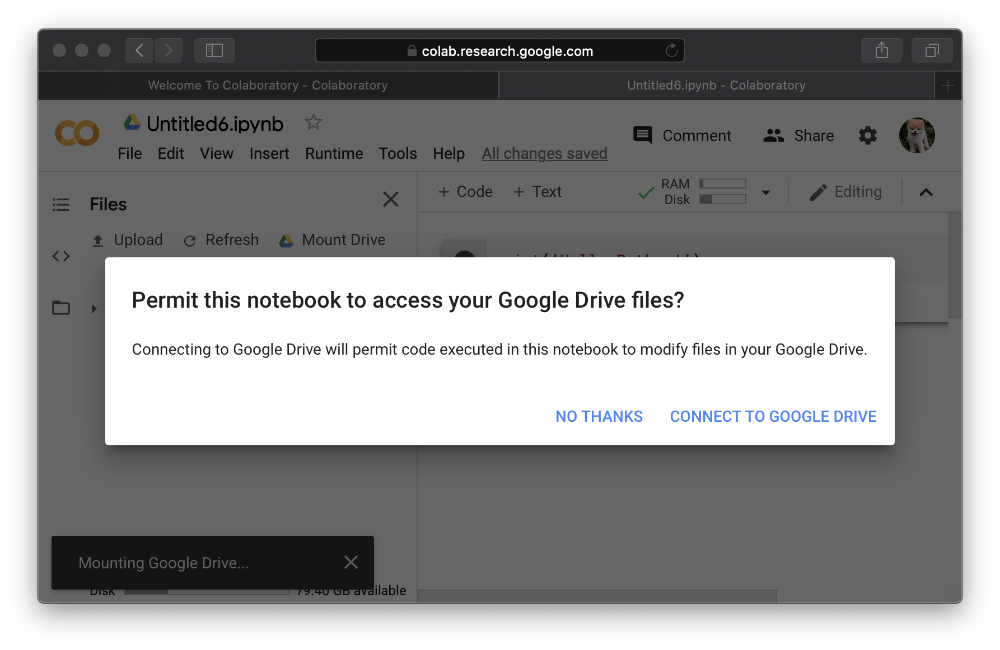 colab.research.google.com
Welcome To Colaboratory - Colaboratory
Untitled6.ipynb - Colaboratory
Untitled6.ipynb
Comment
Share
File Edit View Insert Runtime Tools Help All changes saved
Files
+ Code + Text
RAM
Disk
Editing
Upload Refresh Mount Drive
Permit this notebook to access your Google Drive files?
Connecting to Google Drive will permit code executed in this notebook to modify files in your Google Drive.
NO THANKS CONNECT TO GOOGLE DRIVE
Mounting Google Drive...
Disk 79.40 GB available